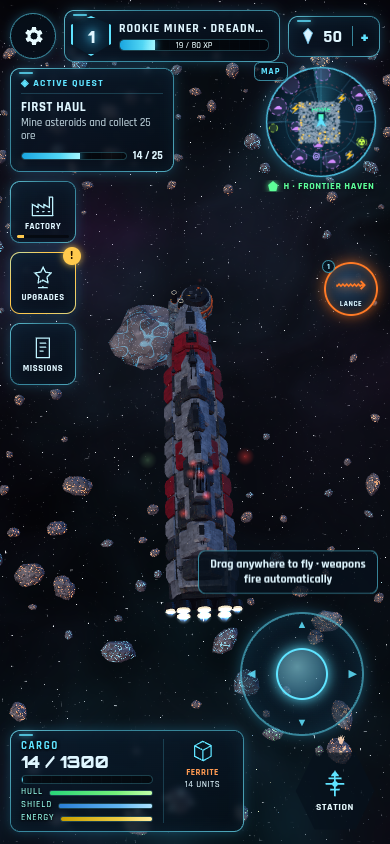 1
ROOKIE MINER · DREADN…
19 / 80 XP
50
+
ACTIVE QUEST
FIRST HAUL
Mine asteroids and collect 25
ore
14 / 25
MAP
H · FRONTIER HAVEN
FACTORY
!
UPGRADES
1
LANCE
MISSIONS
Drag anywhere to fly · weapons
fire automatically
CARGO
14 / 1300
HULL
SHIELD
ENERGY
FERRITE
14 UNITS
STATION